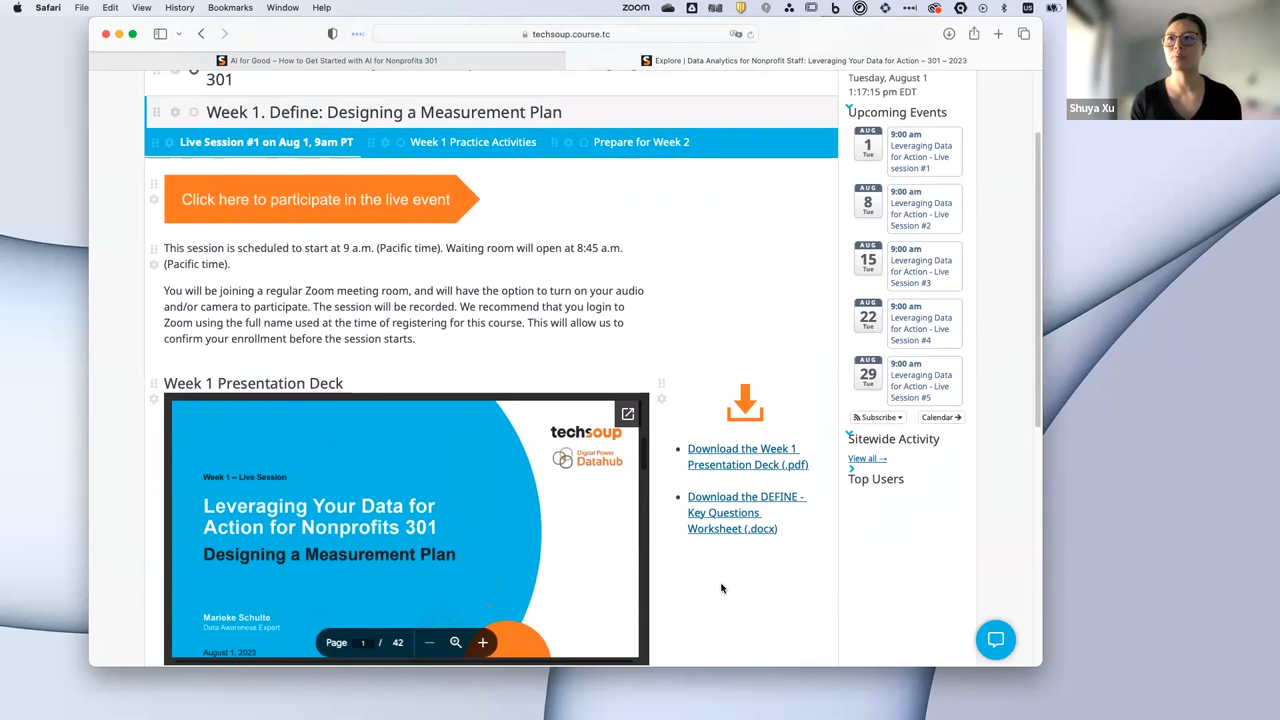 Safari File Edit View History Bookmarks Window Help
zoom
US
techsoup.course.tc
AI for Good – How to Get Started with AI for Nonprofits 301
Explore | Data Analytics for Nonprofit Staff: Leveraging Your Data for Action – 301 – 2023
301
Week 1. Define: Designing a Measurement Plan
Live Session #1 on Aug 1, 9am PT
Week 1 Practice Activities
Prepare for Week 2
Click here to participate in the live event
This session is scheduled to start at 9 a.m. (Pacific time). Waiting room will open at 8:45 a.m.
(Pacific time).
You will be joining a regular Zoom meeting room, and will have the option to turn on your audio
and/or camera to participate. The session will be recorded. We recommend that you login to
Zoom using the full name used at the time of registering for this course. This will allow us to
confirm your enrollment before the session starts.
Week 1 Presentation Deck
techsoup
Digital Power
Datahub
Week 1 – Live Session
Leveraging Your Data for
Action for Nonprofits 301
Designing a Measurement Plan
Marieke Schulte
Data Awareness Expert
August 1, 2023
Page 1 / 42
Download the Week 1
Presentation Deck (.pdf)
Download the DEFINE -
Key Questions
Worksheet (.docx)
Tuesday, August 1
1:17:15 pm EDT
Upcoming Events
AUG
1
Tue
9:00 am
Leveraging Data
for Action - Live
session #1
AUG
8
Tue
9:00 am
Leveraging Data
for Action - Live
Session #2
AUG
15
Tue
9:00 am
Leveraging Data
for Action - Live
Session #3
AUG
22
Tue
9:00 am
Leveraging Data
for Action - Live
Session #4
AUG
29
Tue
9:00 am
Leveraging Data
for Action - Live
Session #5
Subscribe
Calendar
Sitewide Activity
View all →
Top Users
Shuya Xu